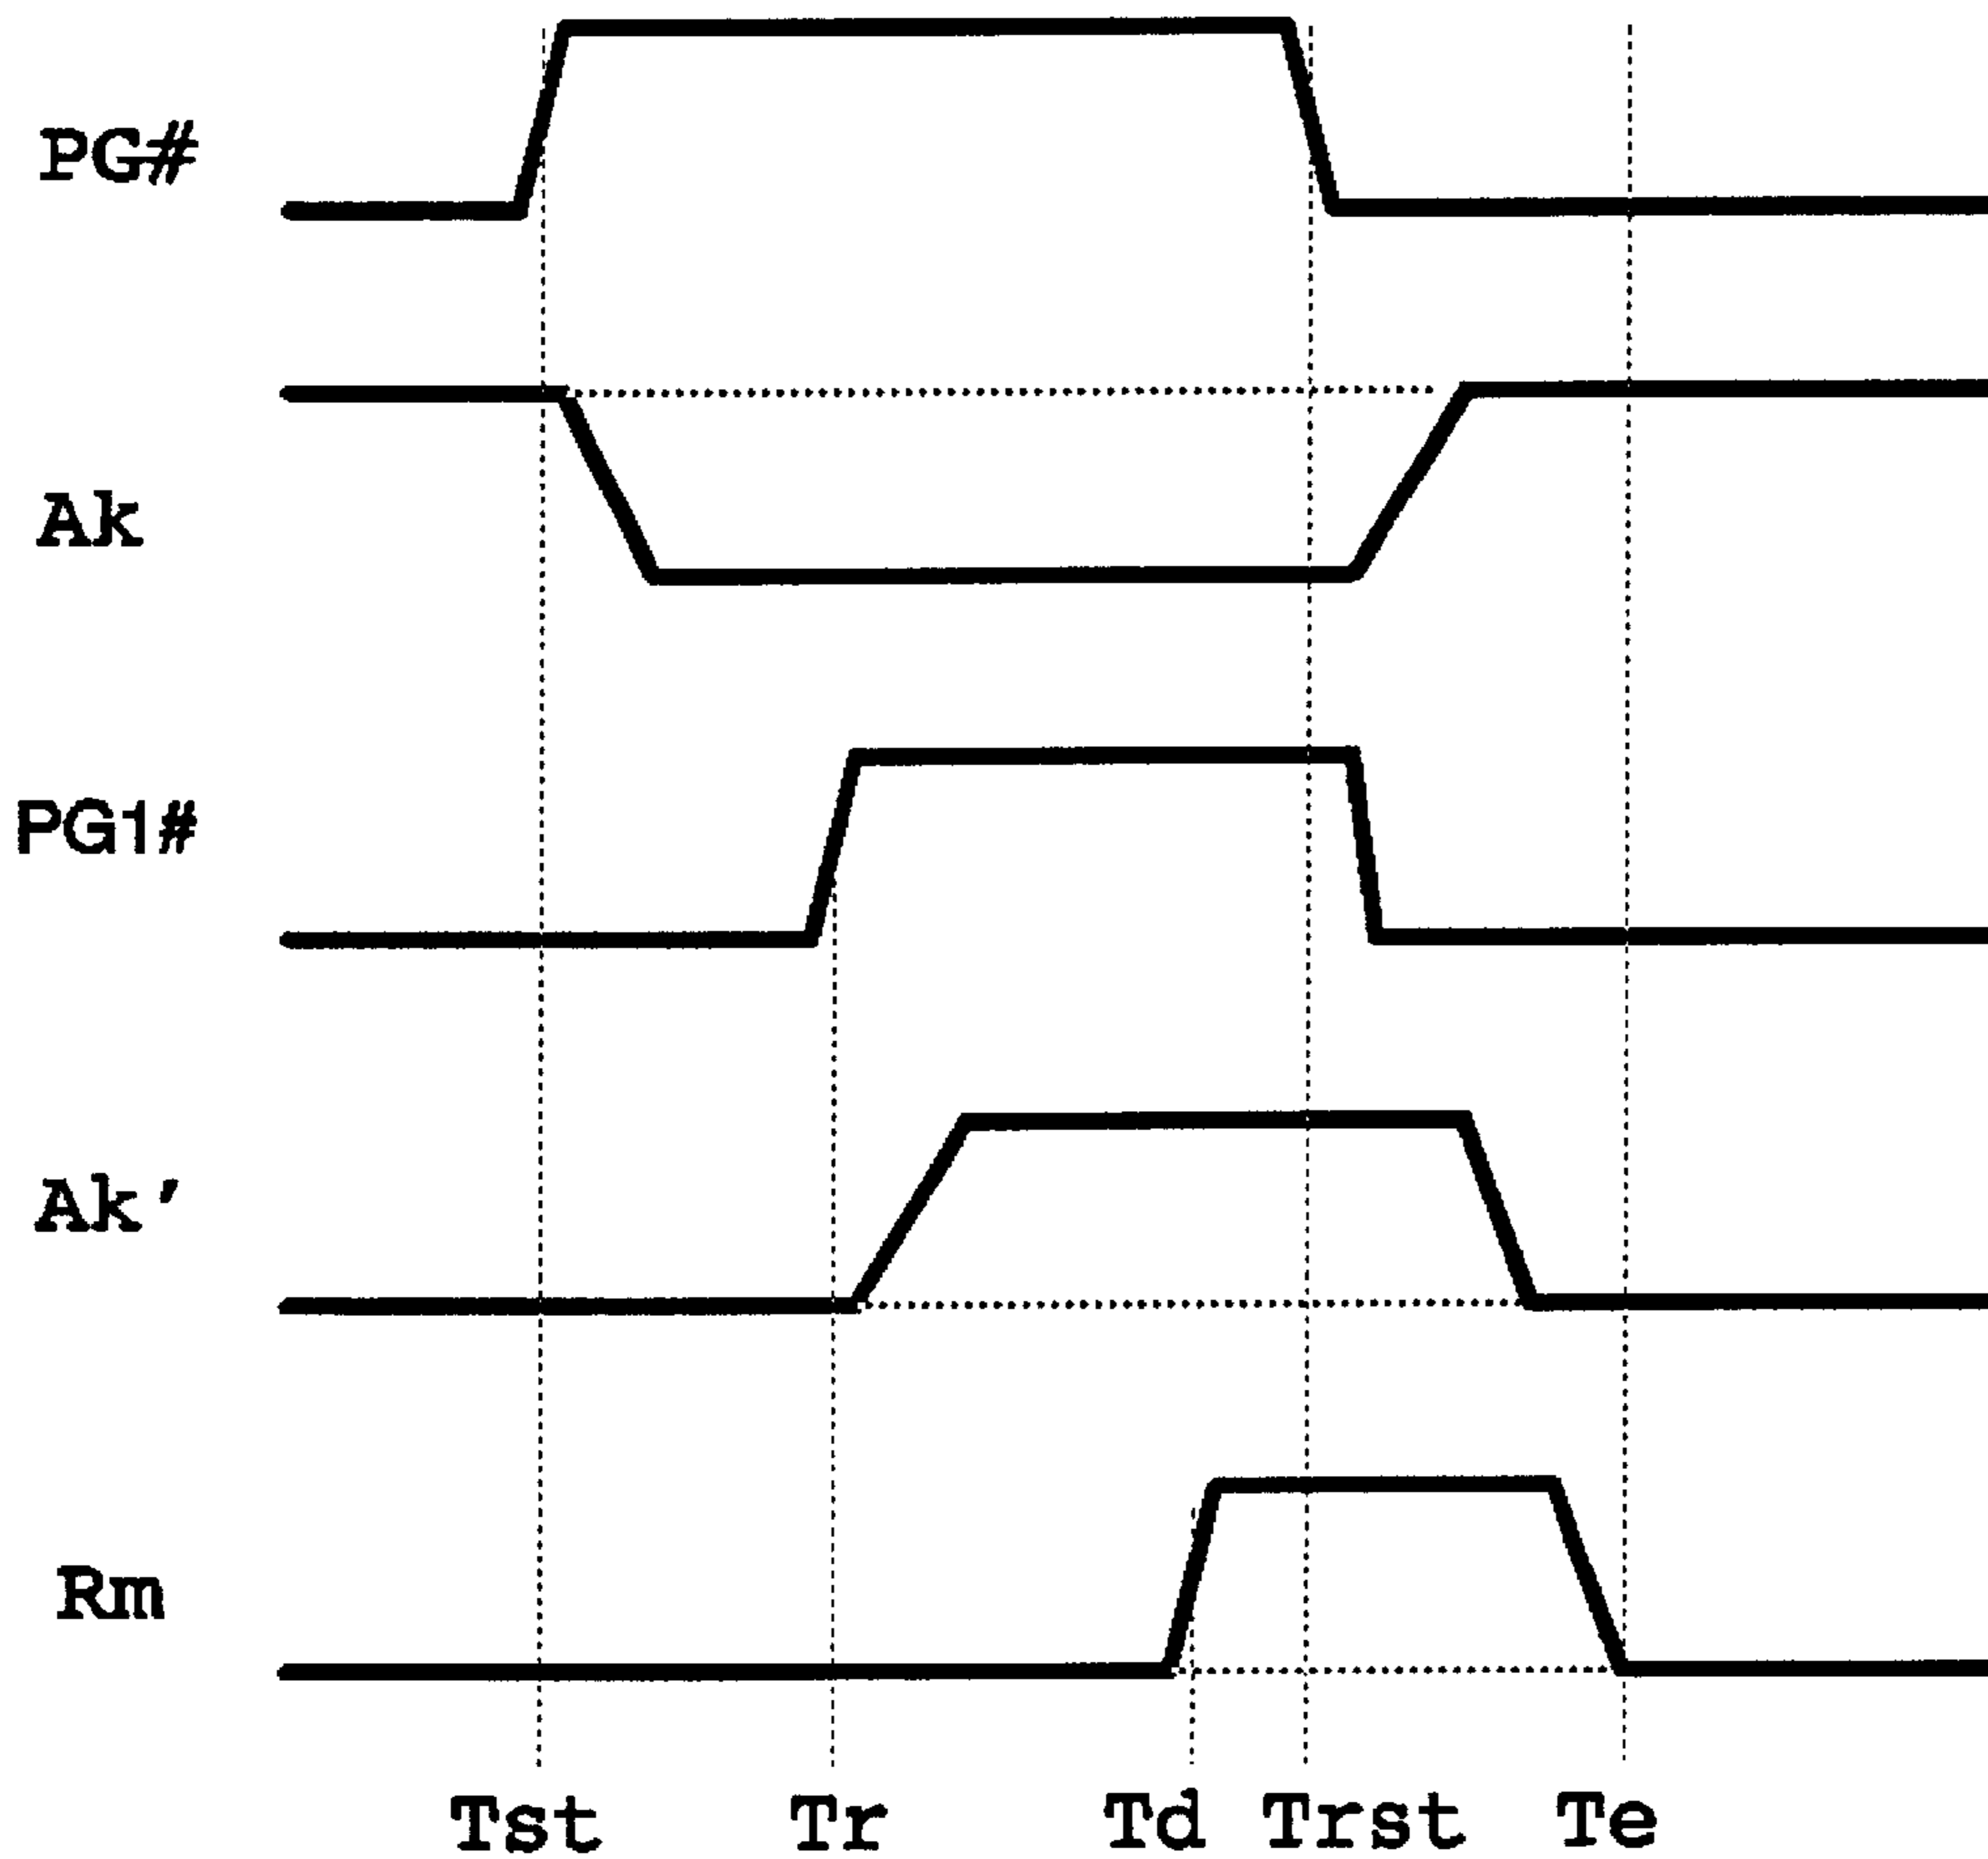 PG#
Ak
PG1#
Ak’
Rm
Tst Tr Td Trst Te